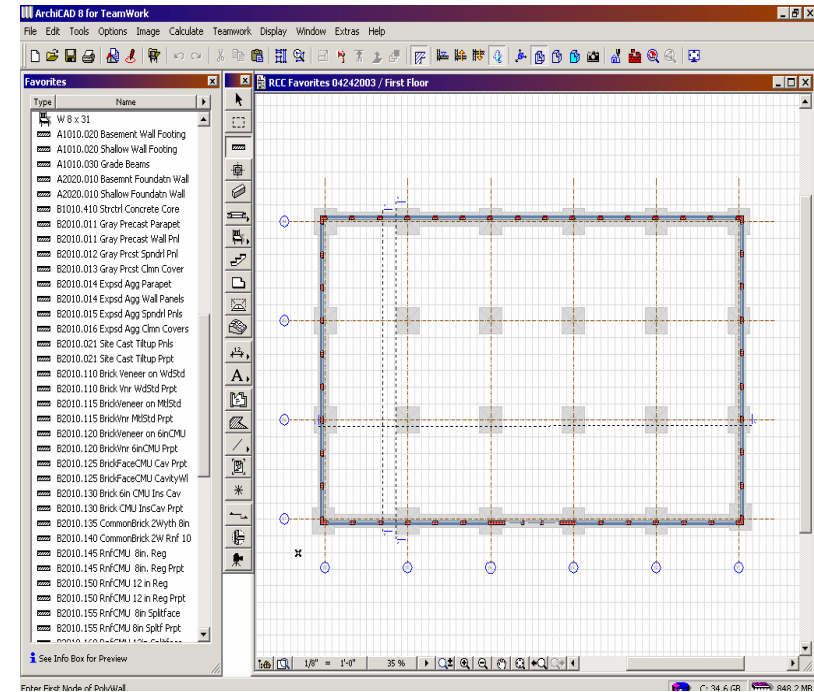 ArchiCAD 8 for TeamWork
File Edit Tools Options Image Calculate Teamwork Display Window Extras Help
Favorites
RCC Favorites 04242003 / First Floor
Type Name
W 8 x 31
A1010.020 Basement Wall Footing
A1010.020 Shallow Wall Footing
A1010.030 Grade Beams
A2020.010 Basemnt Foundatn Wall
A2020.010 Shallow Foundatn Wall
B1010.410 Strctrl Concrete Core
B2010.011 Gray Precast Parapet
B2010.011 Gray Precast Wall Pnl
B2010.012 Gray Prcst Spndrl Pnl
B2010.013 Gray Prcst Clmn Cover
B2010.014 Expsd Agg Parapet
B2010.014 Expsd Agg Wall Panels
B2010.015 Expsd Agg Spndrl Pnls
B2010.016 Expsd Agg Clmn Covers
B2010.021 Site Cast Tiltup Pnls
B2010.021 Site Cast Tiltup Prpt
B2010.110 Brick Veneer on WdStd
B2010.110 Brick Vnr WdStd Prpt
B2010.115 BrickVeneer on MtlStd
B2010.115 BrickVnr MtlStd Prpt
B2010.120 BrickVeneer on 6inCMU
B2010.120 BrickVnr 6inCMU Prpt
B2010.125 BrickFaceCMU Cav Prpt
B2010.125 BrickFaceCMU CavityWl
B2010.130 Brick 6in CMU Ins Cav
B2010.130 Brick CMU InsCav Prpt
B2010.135 CommonBrick 2Wyth 8in
B2010.140 CommonBrick 2W Rnf 10
B2010.145 RnfCMU 8in. Reg
B2010.145 RnfCMU 8in. Reg Prpt
B2010.150 RnfCMU 12 in Reg
B2010.150 RnfCMU 12 in Reg Prpt
B2010.155 RnfCMU 8in Splitface
B2010.155 RnfCMU 8in Spltf Prpt
See Info Box for Preview
1/8" = 1'-0" 35 %
Enter First Node of PolyWall.
C: 34.6 GB 848.2 MB